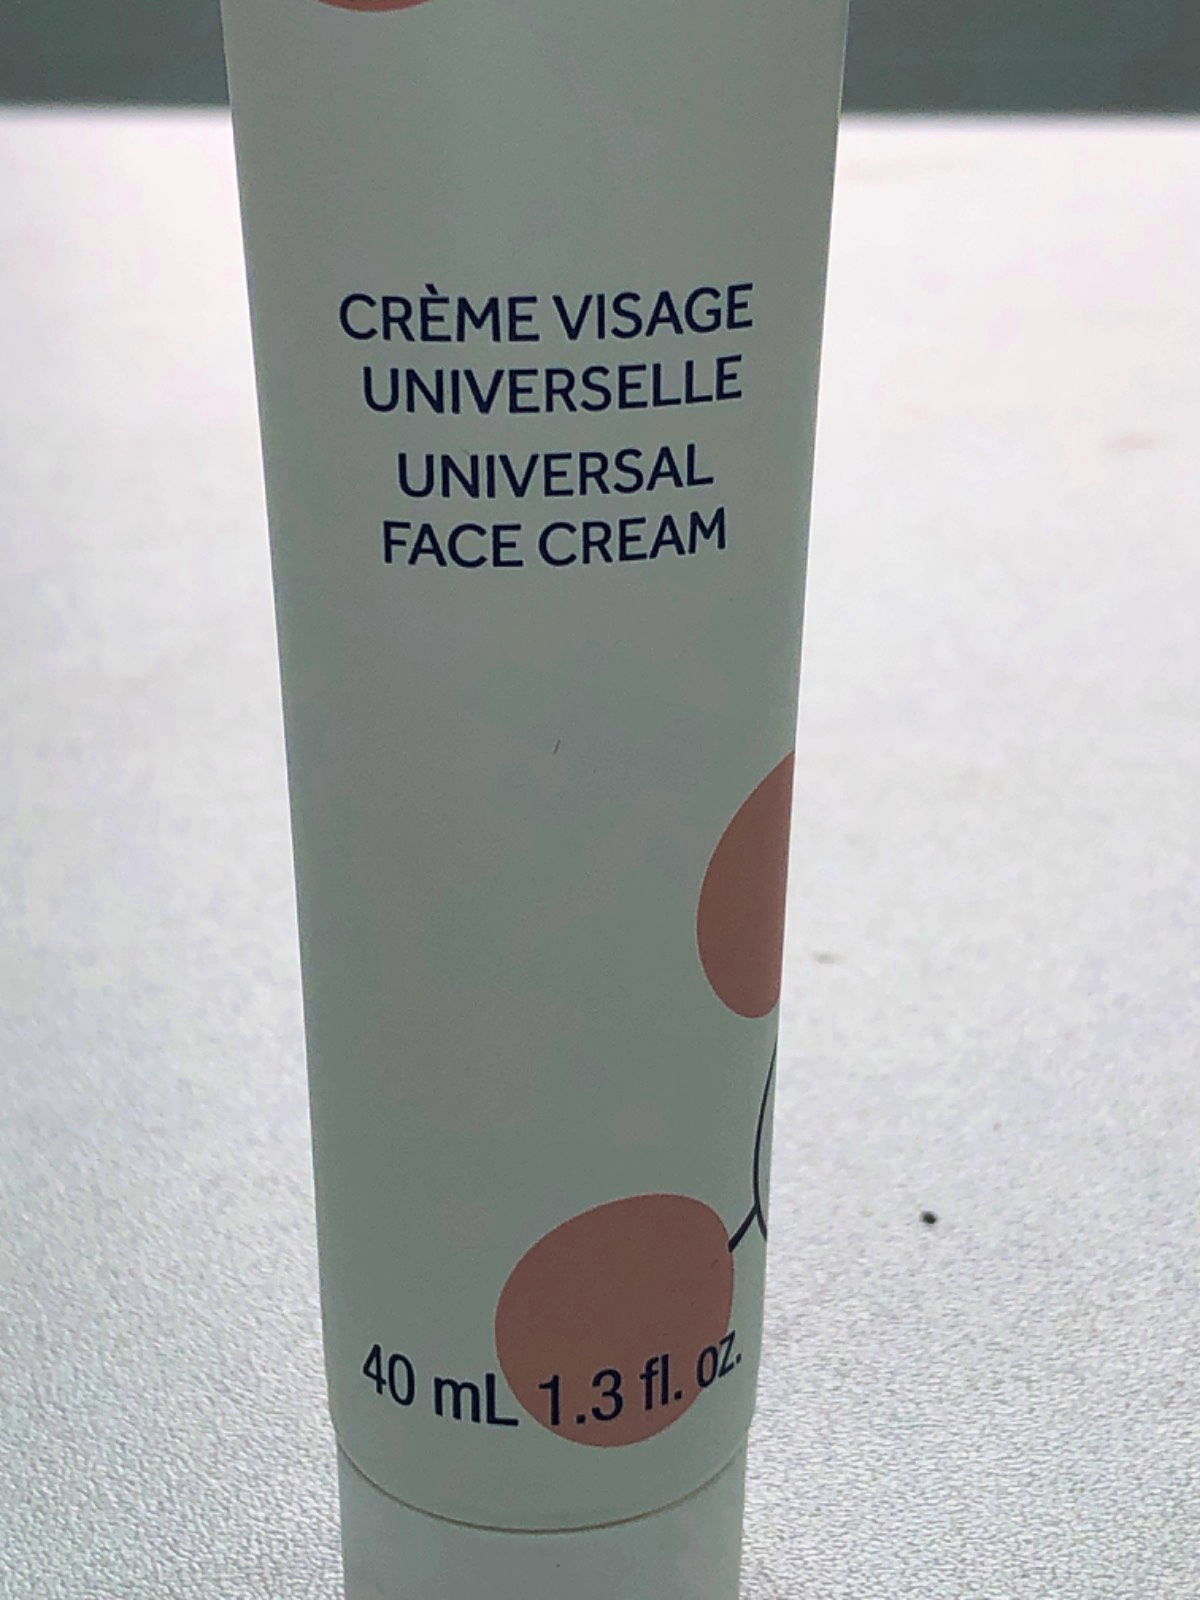 CRÈME VISAGE
UNIVERSELLE
UNIVERSAL
FACE CREAM
40 mL 1.3 fl. oz.